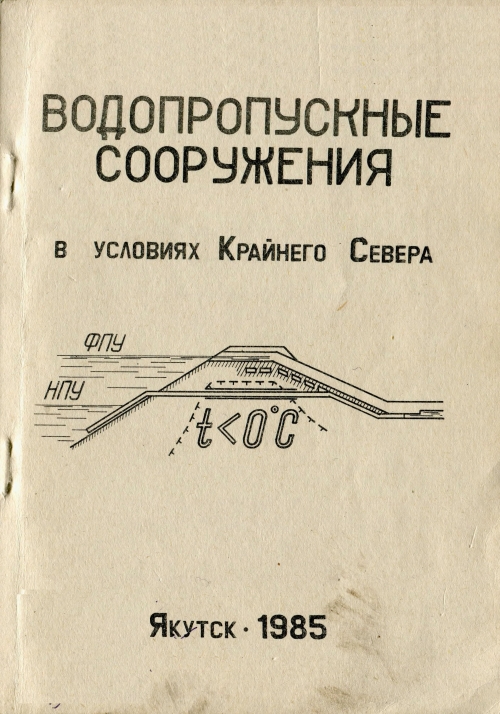 ВОДОПРОПУСКНЫЕ
СООРУЖЕНИЯ
в условиях Крайнего Севера
ФПУ
НПУ
t<0°C
Якутск · 1985